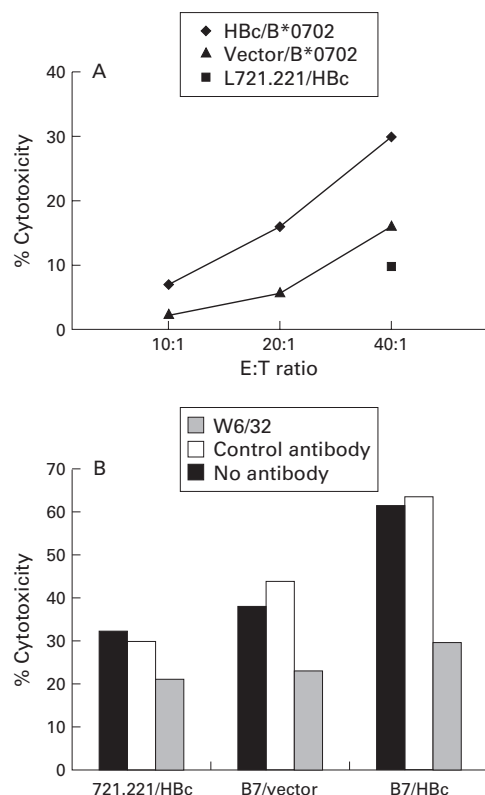 HBc/B*0702
Vector/B*0702
L721.221/HBc
A
40
30
20
10
0
% Cytotoxicity
10:1
20:1
40:1
E:T ratio
W6/32
Control antibody
No antibody
B
70
60
50
40
30
20
10
0
% Cytotoxicity
721.221/HBc
B7/vector
B7/HBc